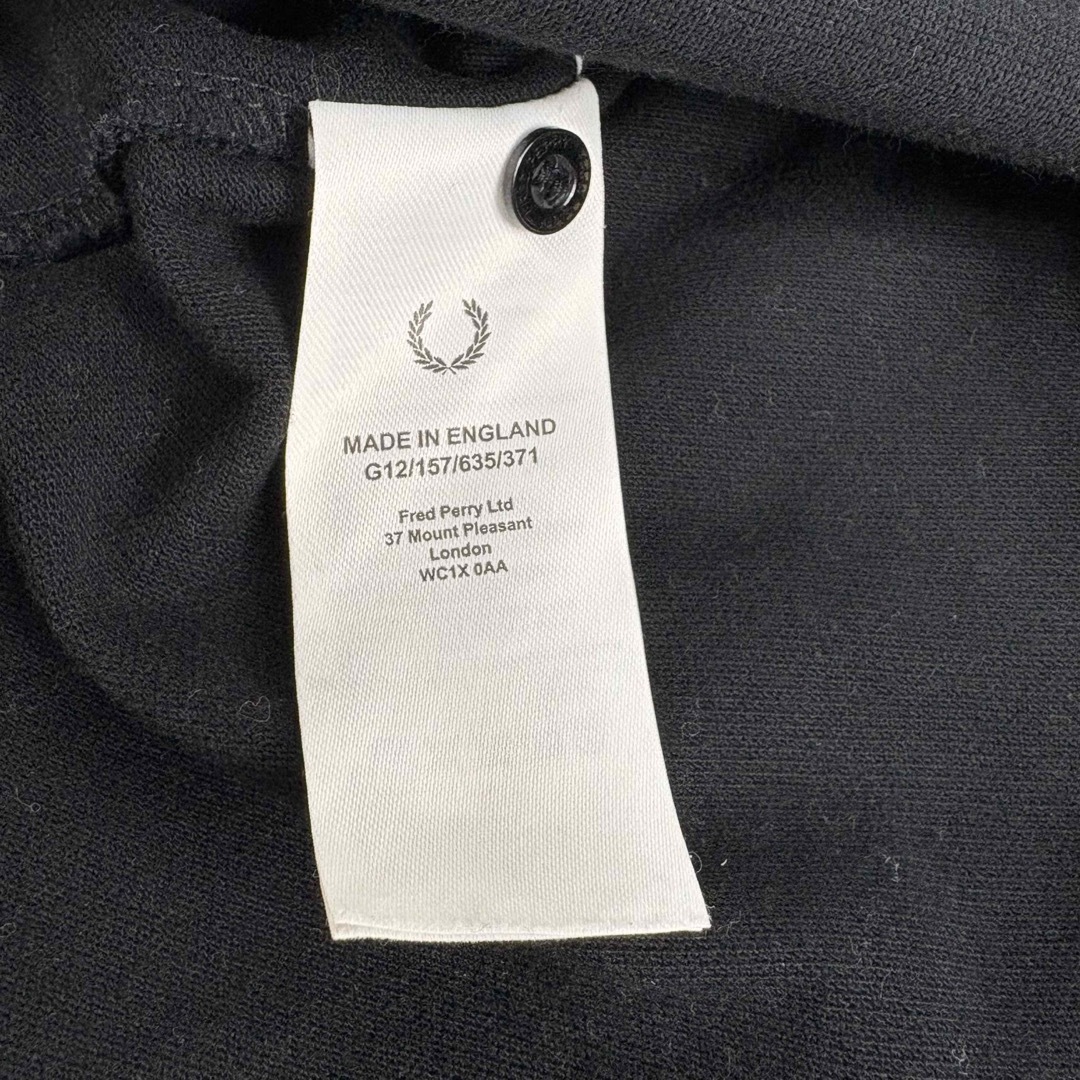 MADE IN ENGLAND
G12/157/635/371
Fred Perry Ltd
37 Mount Pleasant
London
WC1X 0AA